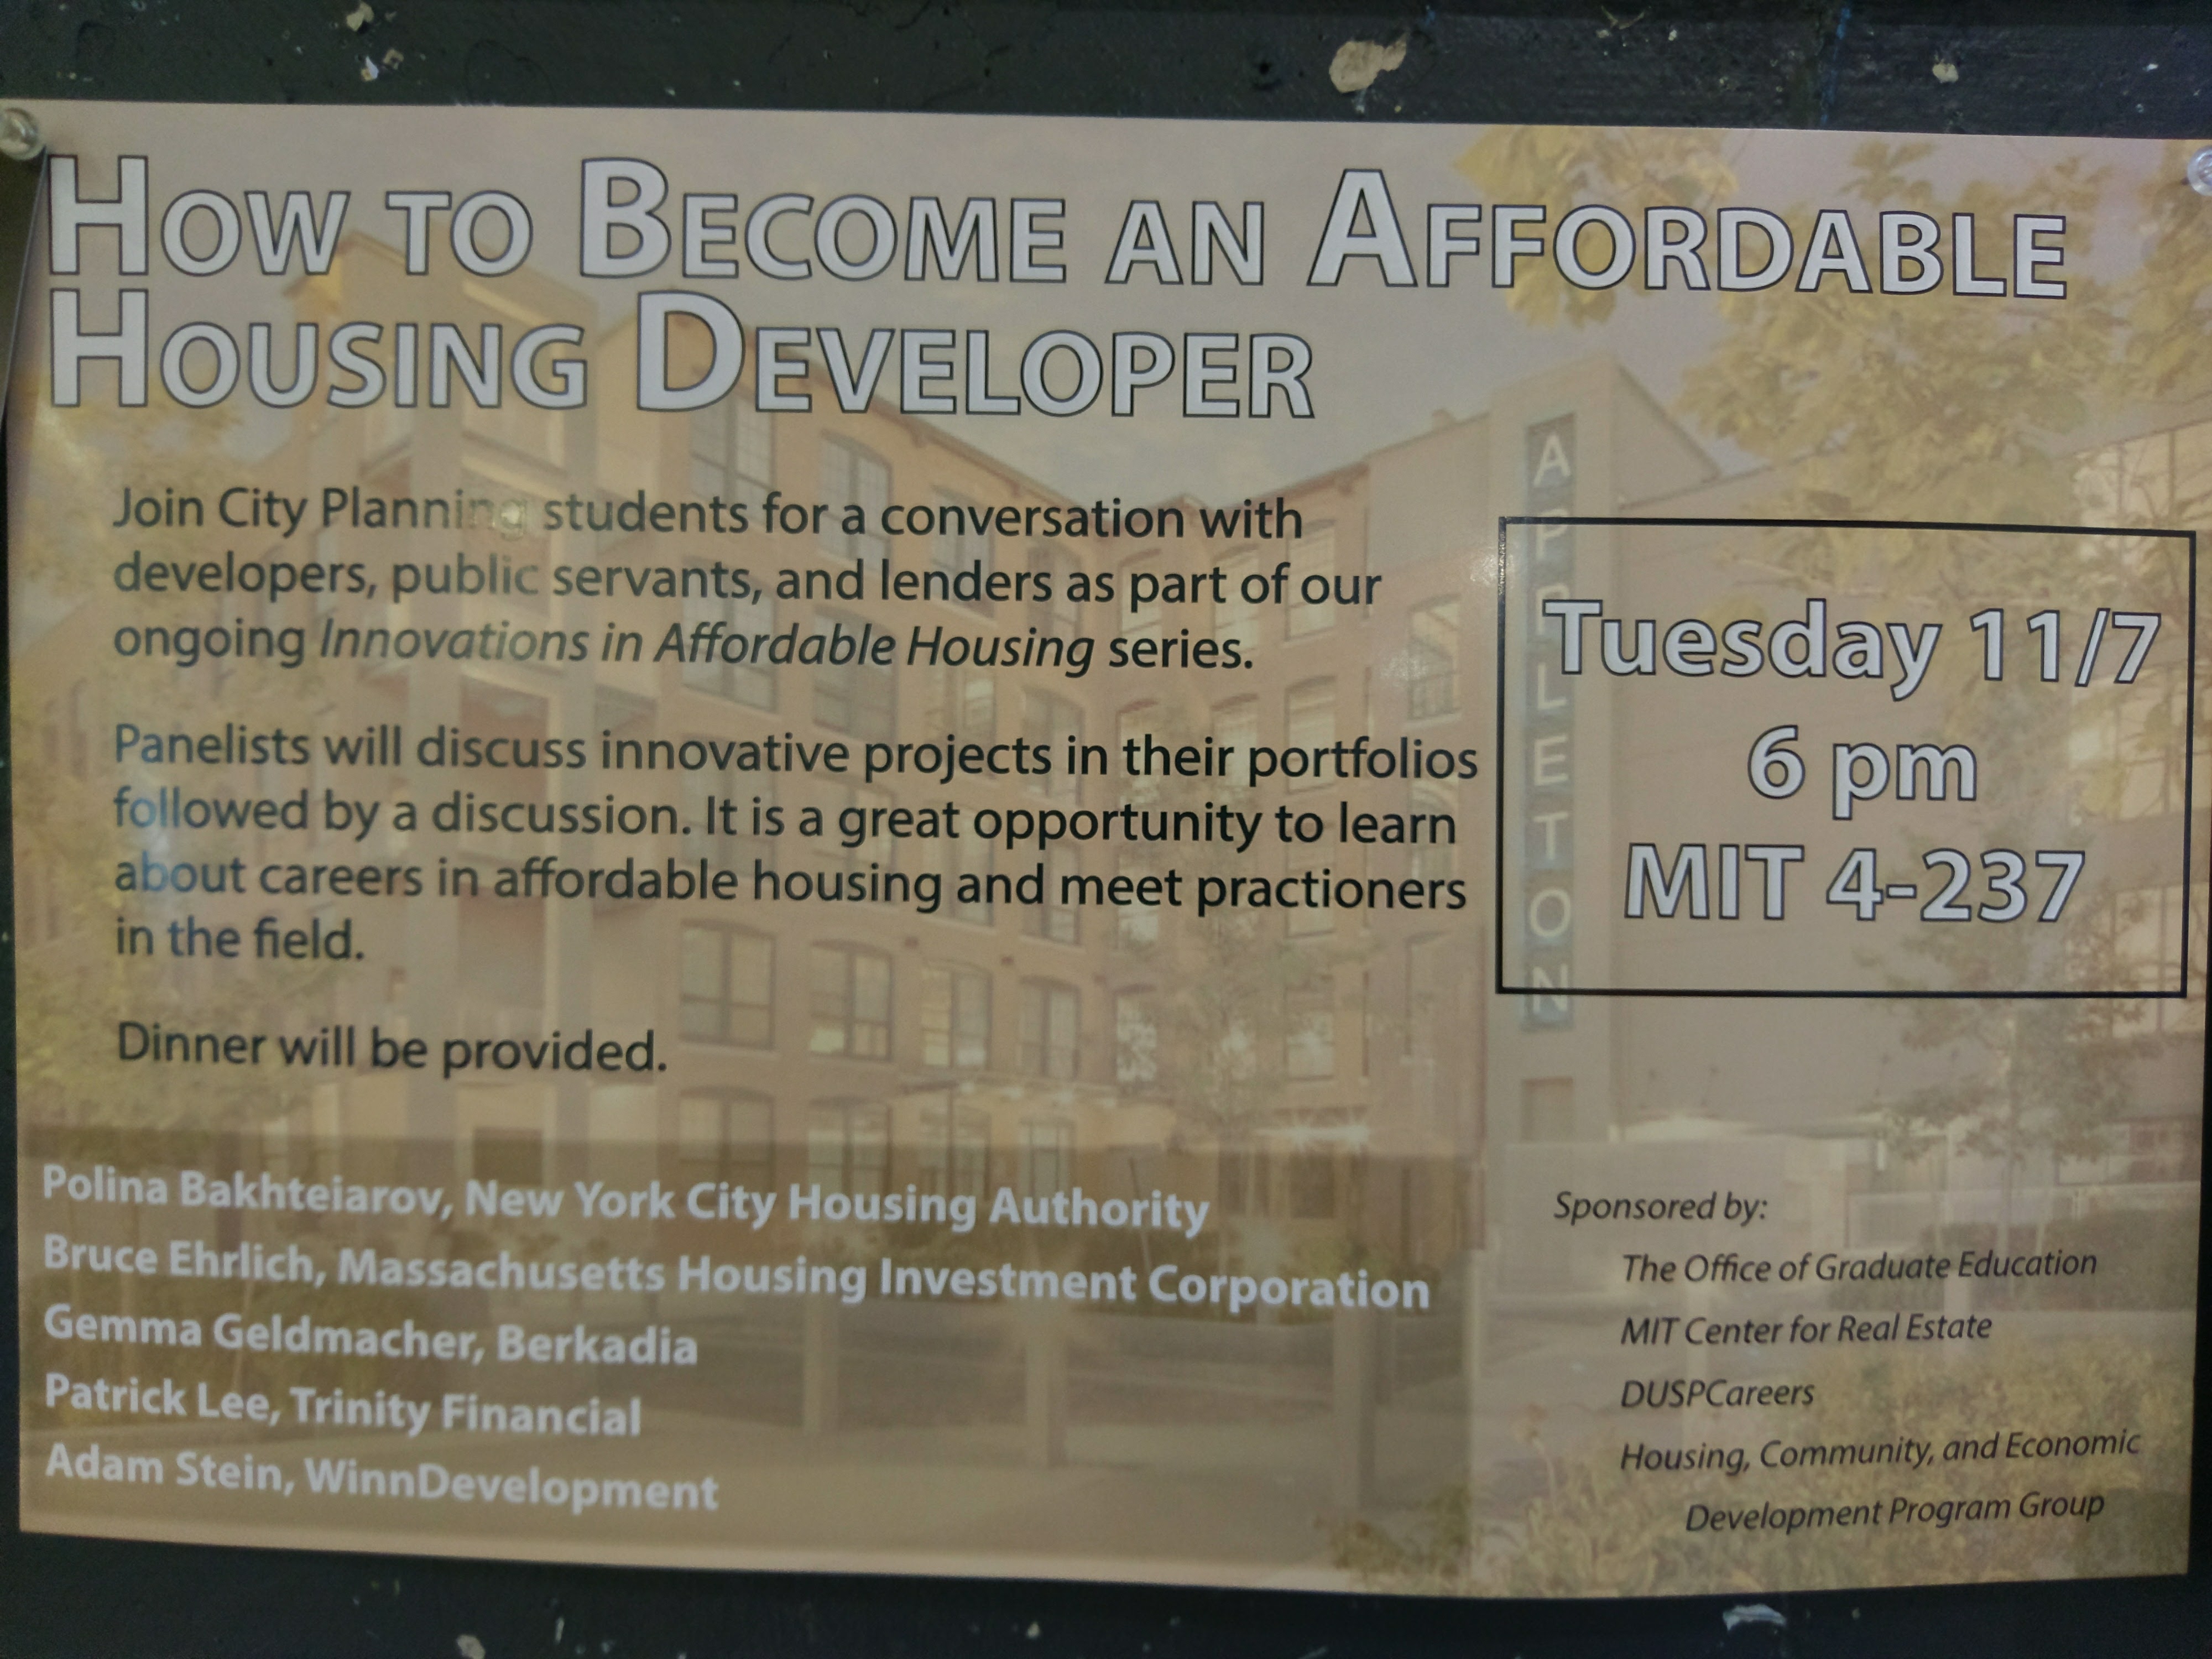 HOW TO BECOME AN AFFORDABLE
HOUSING DEVELOPER
Join City Planning students for a conversation with
developers, public servants, and lenders as part of our
ongoing Innovations in Affordable Housing series.
Panelists will discuss innovative projects in their portfolios
followed by a discussion. It is a great opportunity to learn
about careers in affordable housing and meet practioners
in the field.
Dinner will be provided.
APPLETON
Tuesday 11/7
6 pm
MIT 4-237
Polina Bakhteiarov, New York City Housing Authority
Bruce Ehrlich, Massachusetts Housing Investment Corporation
Gemma Geldmacher, Berkadia
Patrick Lee, Trinity Financial
Adam Stein, WinnDevelopment
Sponsored by:
The Office of Graduate Education
MIT Center for Real Estate
DUSPCareers
Housing, Community, and Economic
Development Program Group